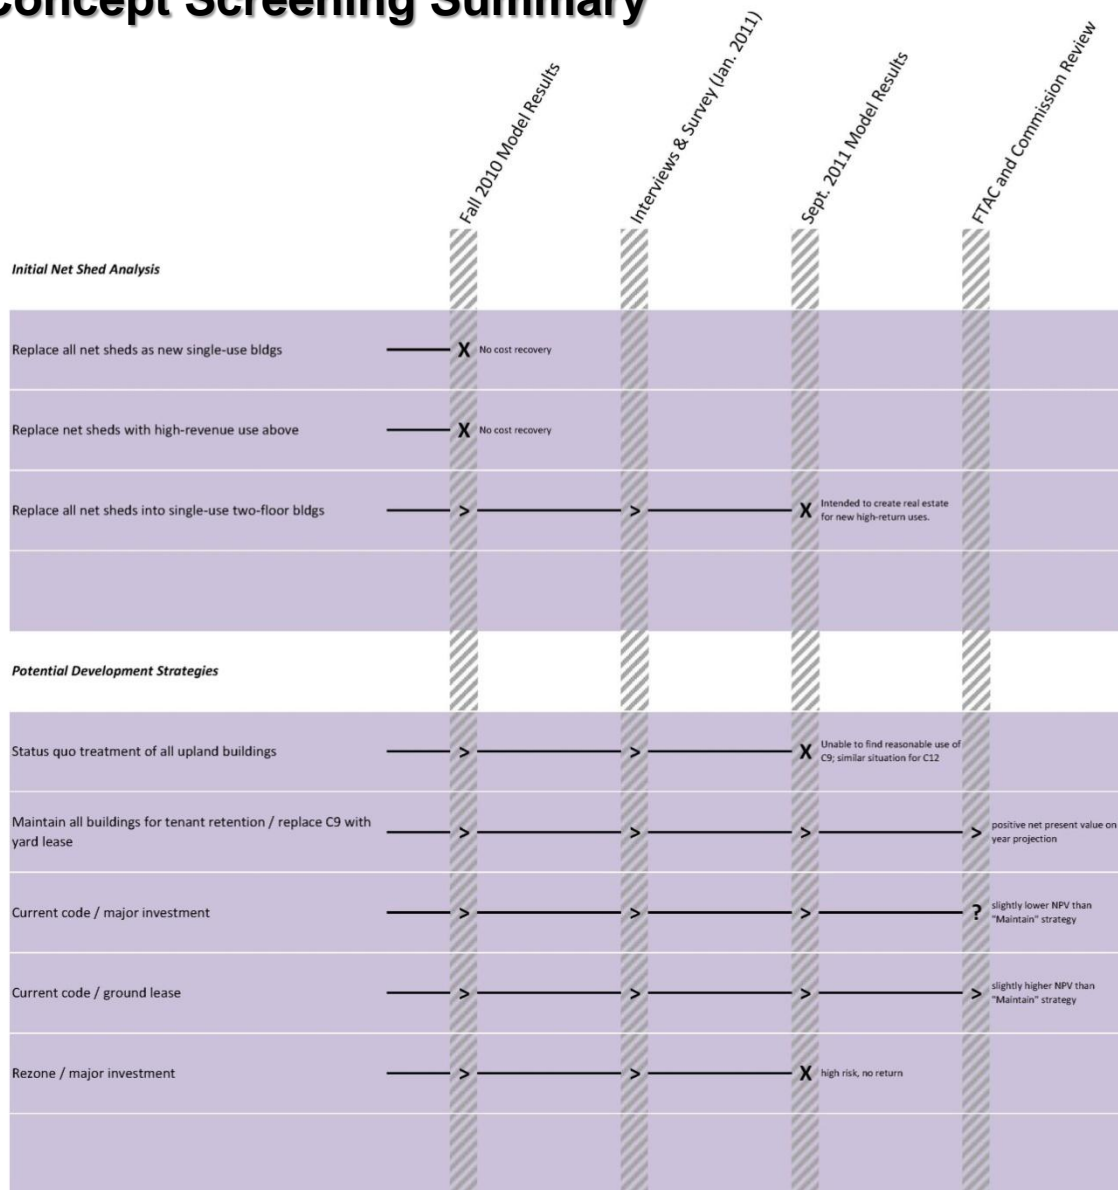 Concept Screening Summary
Fall 2010 Model Results
Interviews & Survey (Jan. 2011)
Sept. 2011 Model Results
FTAC and Commission Review
Initial Net Shed Analysis
Replace all net sheds as new single-use bldgs
X No cost recovery
Replace net sheds with high-revenue use above
X No cost recovery
Replace all net sheds into single-use two-floor bldgs
> > X
Intended to create real estate
for new high-return uses.
Potential Development Strategies
Status quo treatment of all upland buildings
> > X
Unable to find reasonable use of
C9; similar situation for C12
Maintain all buildings for tenant retention / replace C9 with
yard lease
> > > >
positive net present value on
year projection
Current code / major investment
> > > ?
slightly lower NPV than
"Maintain" strategy
Current code / ground lease
> > > >
slightly higher NPV than
"Maintain" strategy
Rezone / major investment
> > X high risk, no return